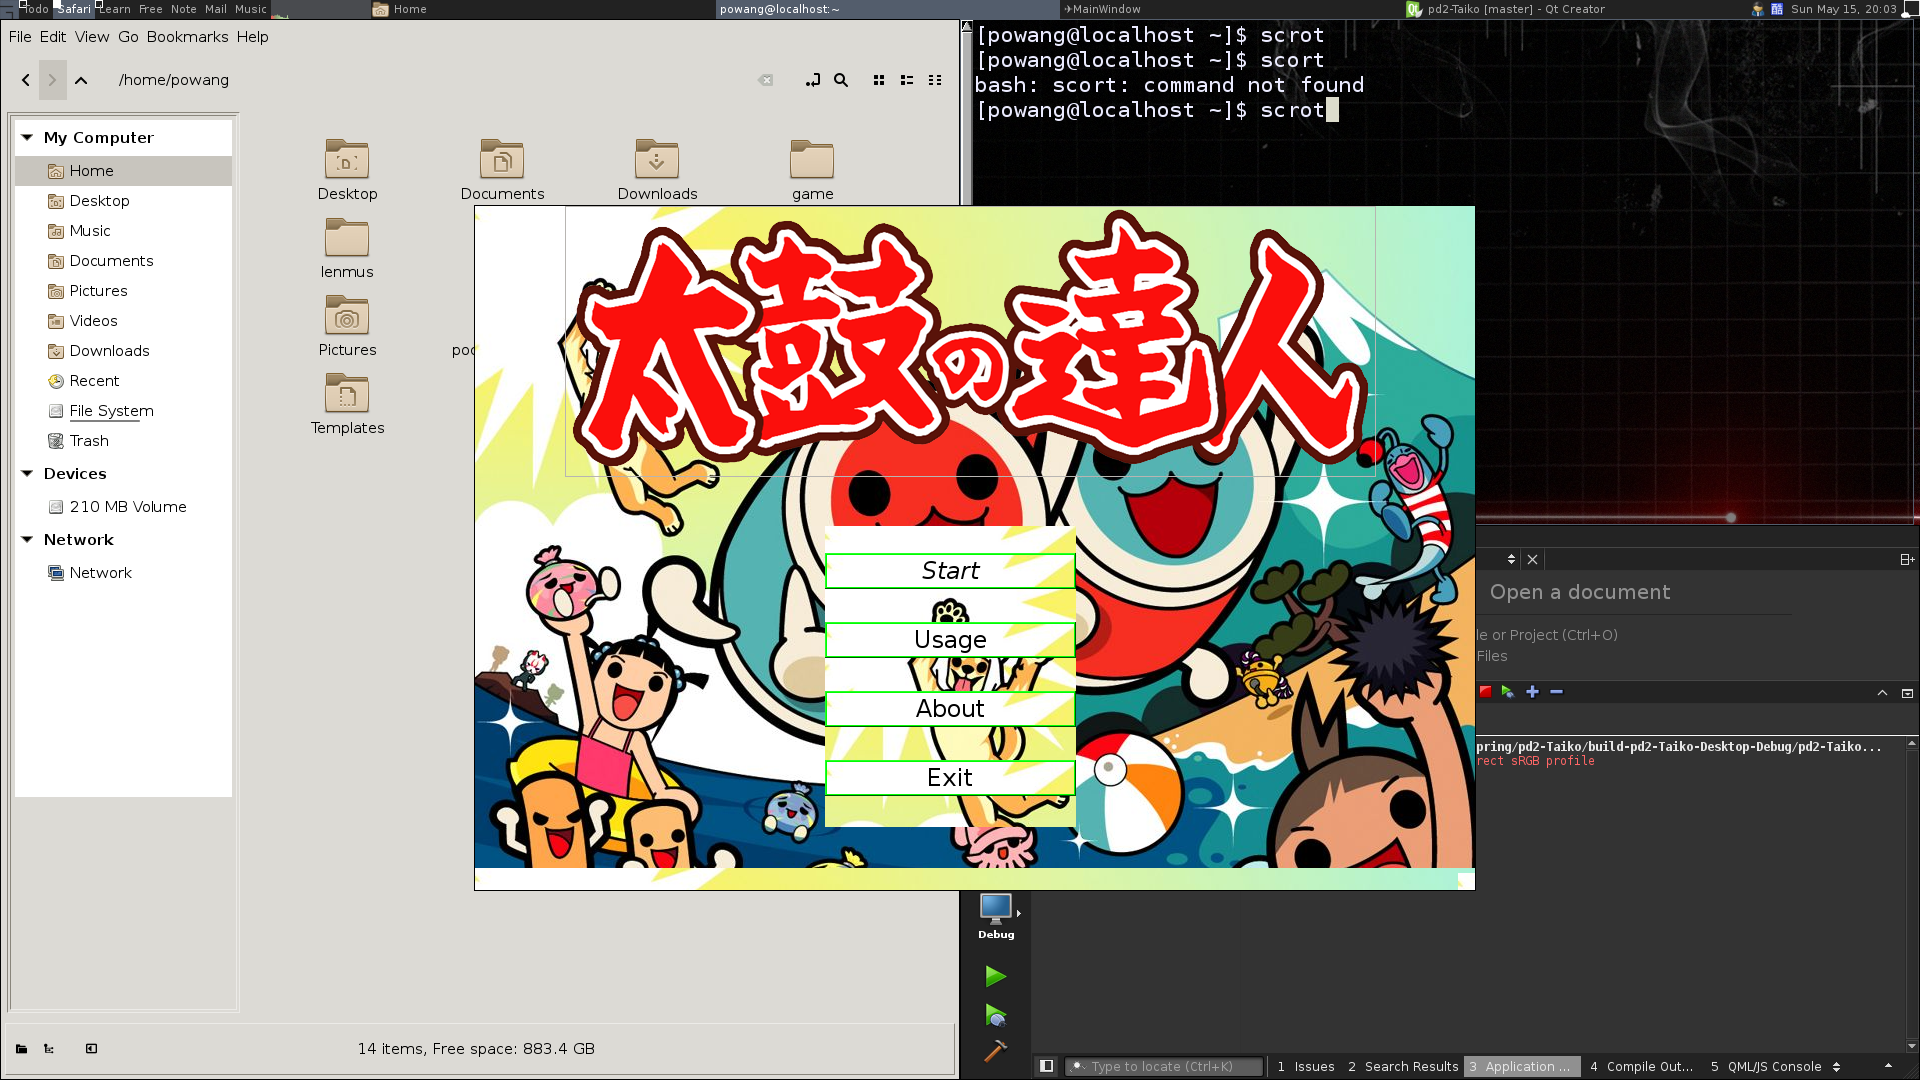 Todo Safari Learn Free Note Mail Music
Home
powang@localhost:~
MainWindow
pd2-Taiko [master] - Qt Creator
酷
Sun May 15, 20:03
File Edit View Go Bookmarks Help
/home/powang
My Computer
Home
Desktop
Music
Documents
Pictures
Videos
Downloads
Recent
File System
Trash
Devices
210 MB Volume
Network
Network
Desktop
Documents
Downloads
game
lenmus
Pictures
Templates
14 items, Free space: 883.4 GB
[powang@localhost ~]$ scrot
[powang@localhost ~]$ scort
bash: scort: command not found
[powang@localhost ~]$ scrot
太鼓の達人
Start
Usage
About
Exit
Open a document
le or Project (Ctrl+O)
Files
pring/pd2-Taiko/build-pd2-Taiko-Desktop-Debug/pd2-Taiko...
rect sRGB profile
Debug
Type to locate (Ctrl+K)
1 Issues
2 Search Results
3 Application ...
4 Compile Out...
5 QML/JS Console